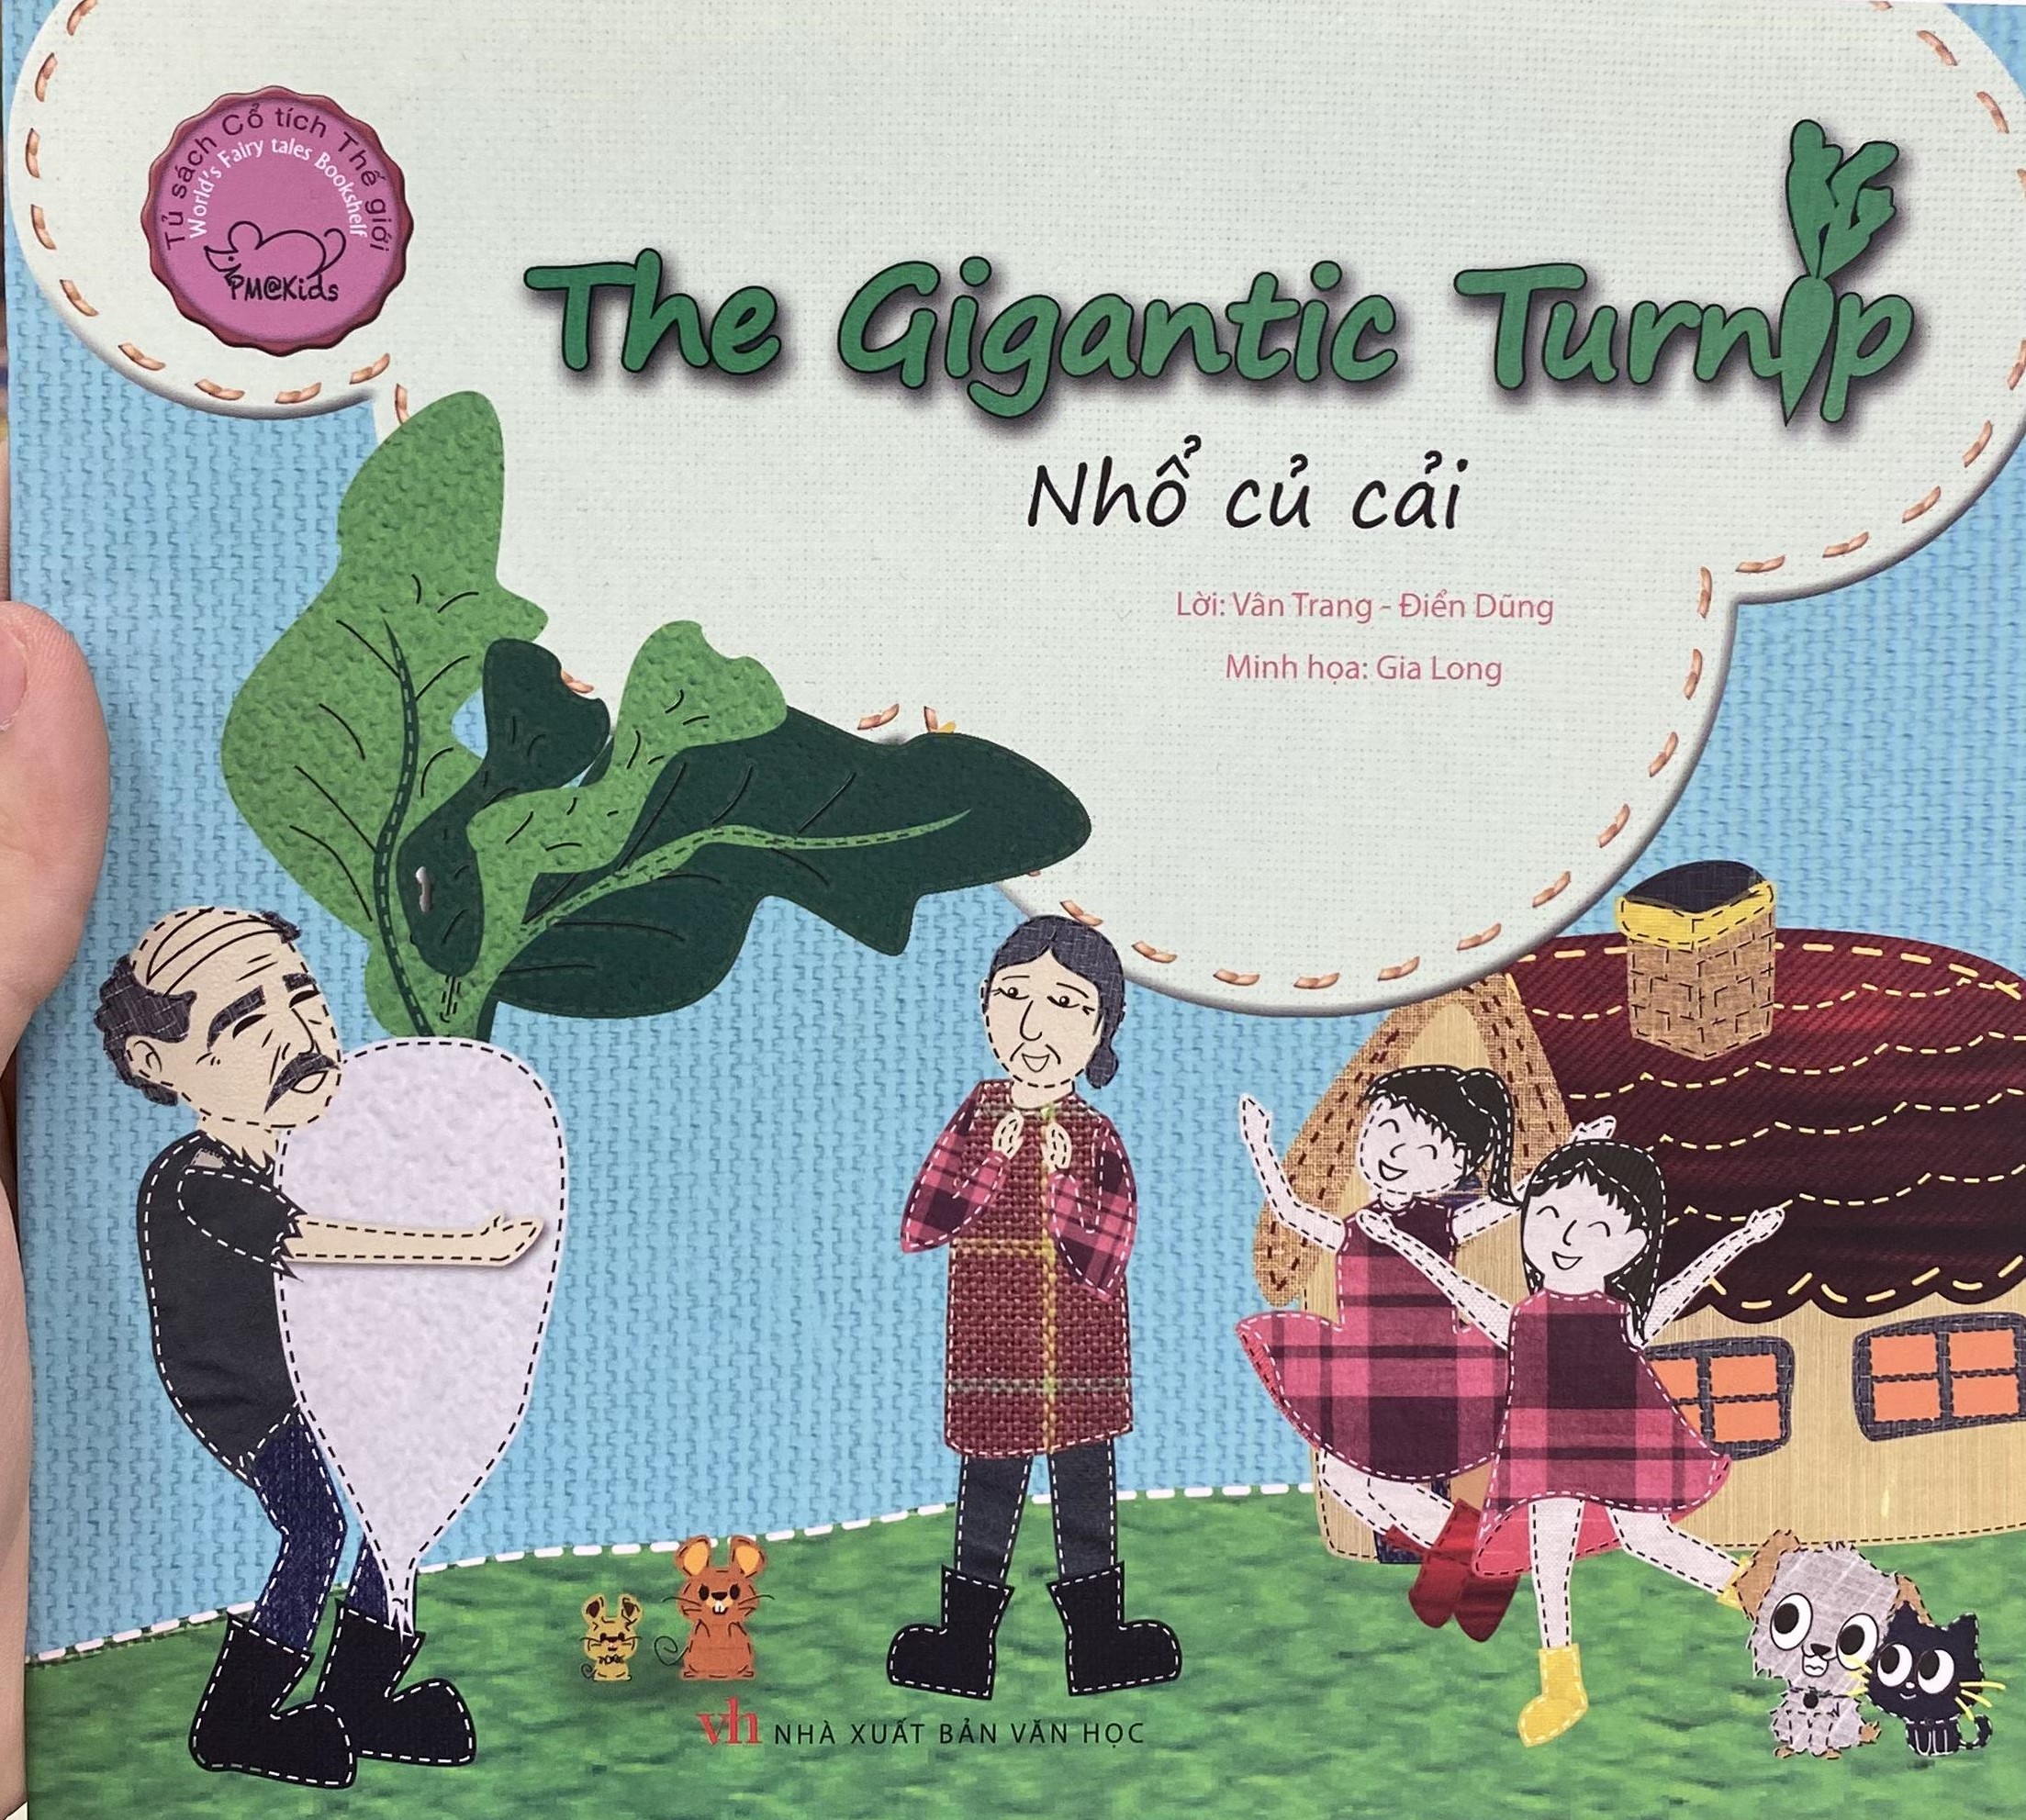 Tủ sách Cổ tích Thế giới
World's Fairy tales Bookshelf
PM@Kids
The Gigantic Turnip
Nhổ củ cải
Lời: Vân Trang - Điển Dũng
Minh họa: Gia Long
vh NHÀ XUẤT BẢN VĂN HỌC